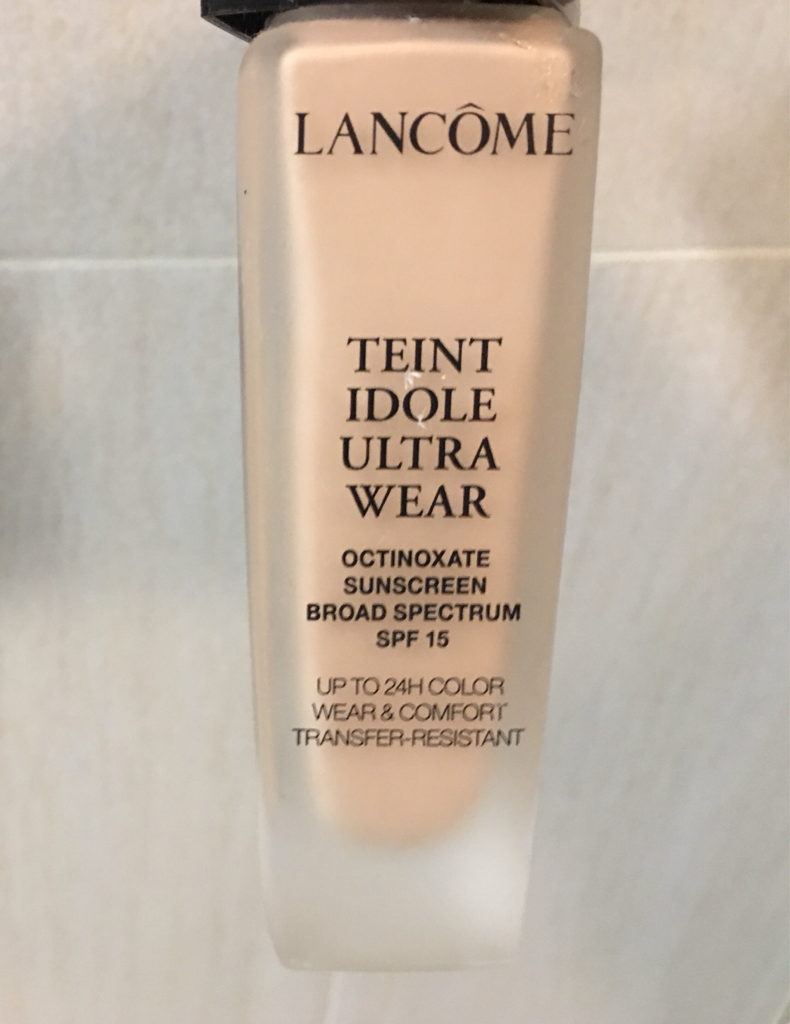 LANCÔME
TEINT
IDOLE
ULTRA
WEAR
OCTINOXATE
SUNSCREEN
BROAD SPECTRUM
SPF 15
UP TO 24H COLOR
WEAR & COMFORT
TRANSFER-RESISTANT